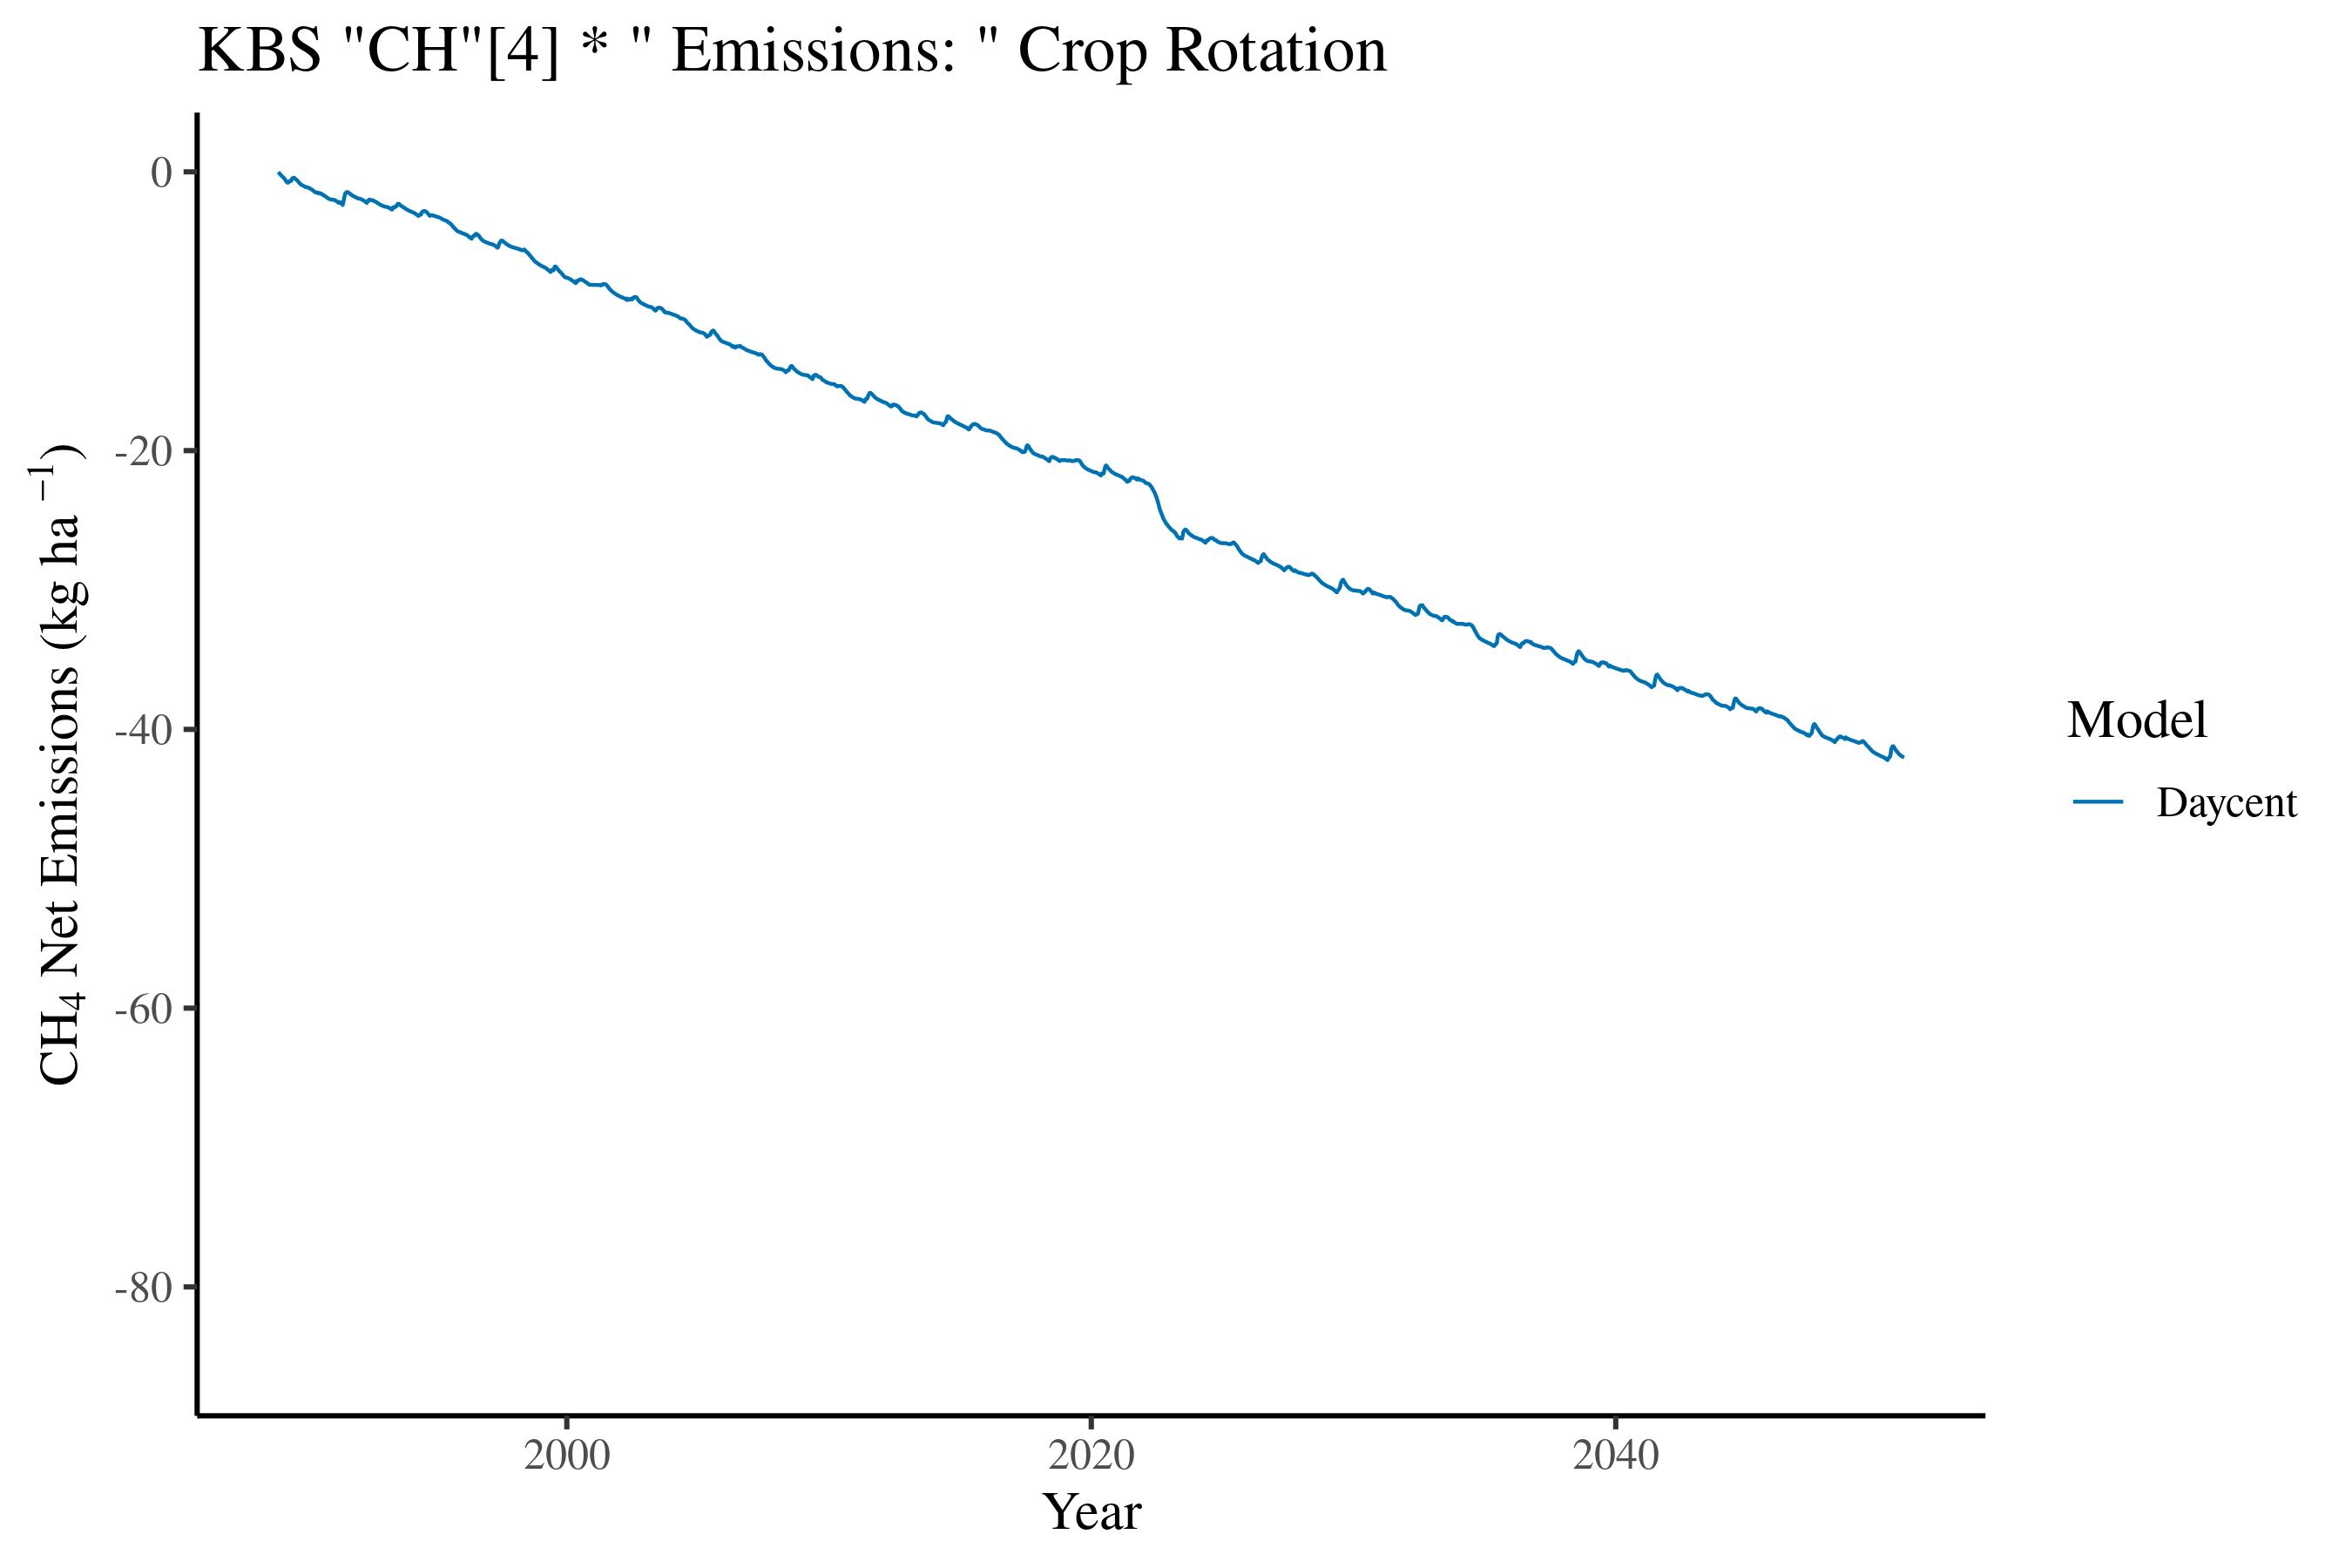 KBS "CH"[4] * " Emissions: " Crop Rotation
CH₄ Net Emissions (kg ha ⁻¹)
0
-20
-40
-60
-80
2000
2020
2040
Year
Model
Daycent